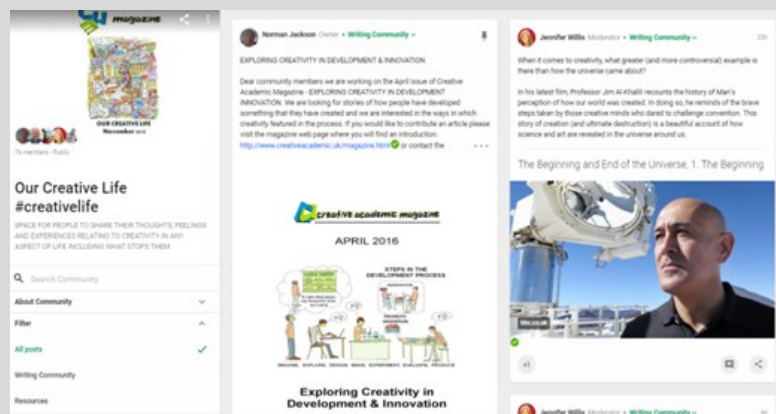 magazine
OUR CREATIVE LIFE
November
76 members · Public
Our Creative Life
#creativelife
SPACE FOR PEOPLE TO SHARE THEIR THOUGHTS, FEELINGS
AND EXPERIENCES RELATING TO CREATIVITY IN ANY
ASPECT OF LIFE INCLUDING WHAT STOPS THEM
Search Community
About Community
Filter
All posts
Writing Community
Resources
Norman Jackson Owner Writing Community
EXPLORING CREATIVITY IN DEVELOPMENT & INNOVATION
Dear community members we are working on the April issue of Creative
Academic Magazine - EXPLORING CREATIVITY IN DEVELOPMENT
INNOVATION. We are looking for stories of how people have developed
something that they have created and we are interested in the ways in which
creativity featured in the process. If you would like to contribute an article please
visit the magazine web page where you will find an introduction.
http://www.creativeacademic.uk/magazine.html or contact the
creative academic magazine
APRIL 2016
STEPS IN THE
DEVELOPMENT PROCESS
IMAGINE, EXPLORE, DESIGN, MAKE, EXPERIMENT, EVALUATE, PRODUCE
Exploring Creativity in
Development & Innovation
Jennifer Willis Moderator Writing Community
22h
When it comes to creativity, what greater (and more controversial) example is
there than how the universe came about?
In his latest film, Professor Jim Al-Khalili recounts the history of Man's
perception of how our world was created. In doing so, he reminds of the brave
steps taken by those creative minds who dared to challenge convention. This
story of creation (and ultimate destruction) is a beautiful account of how
science and art are revealed in the universe around us.
The Beginning and End of the Universe, 1. The Beginning
bbc.co.uk
+1
Jennifer Willis Moderator Writing Community